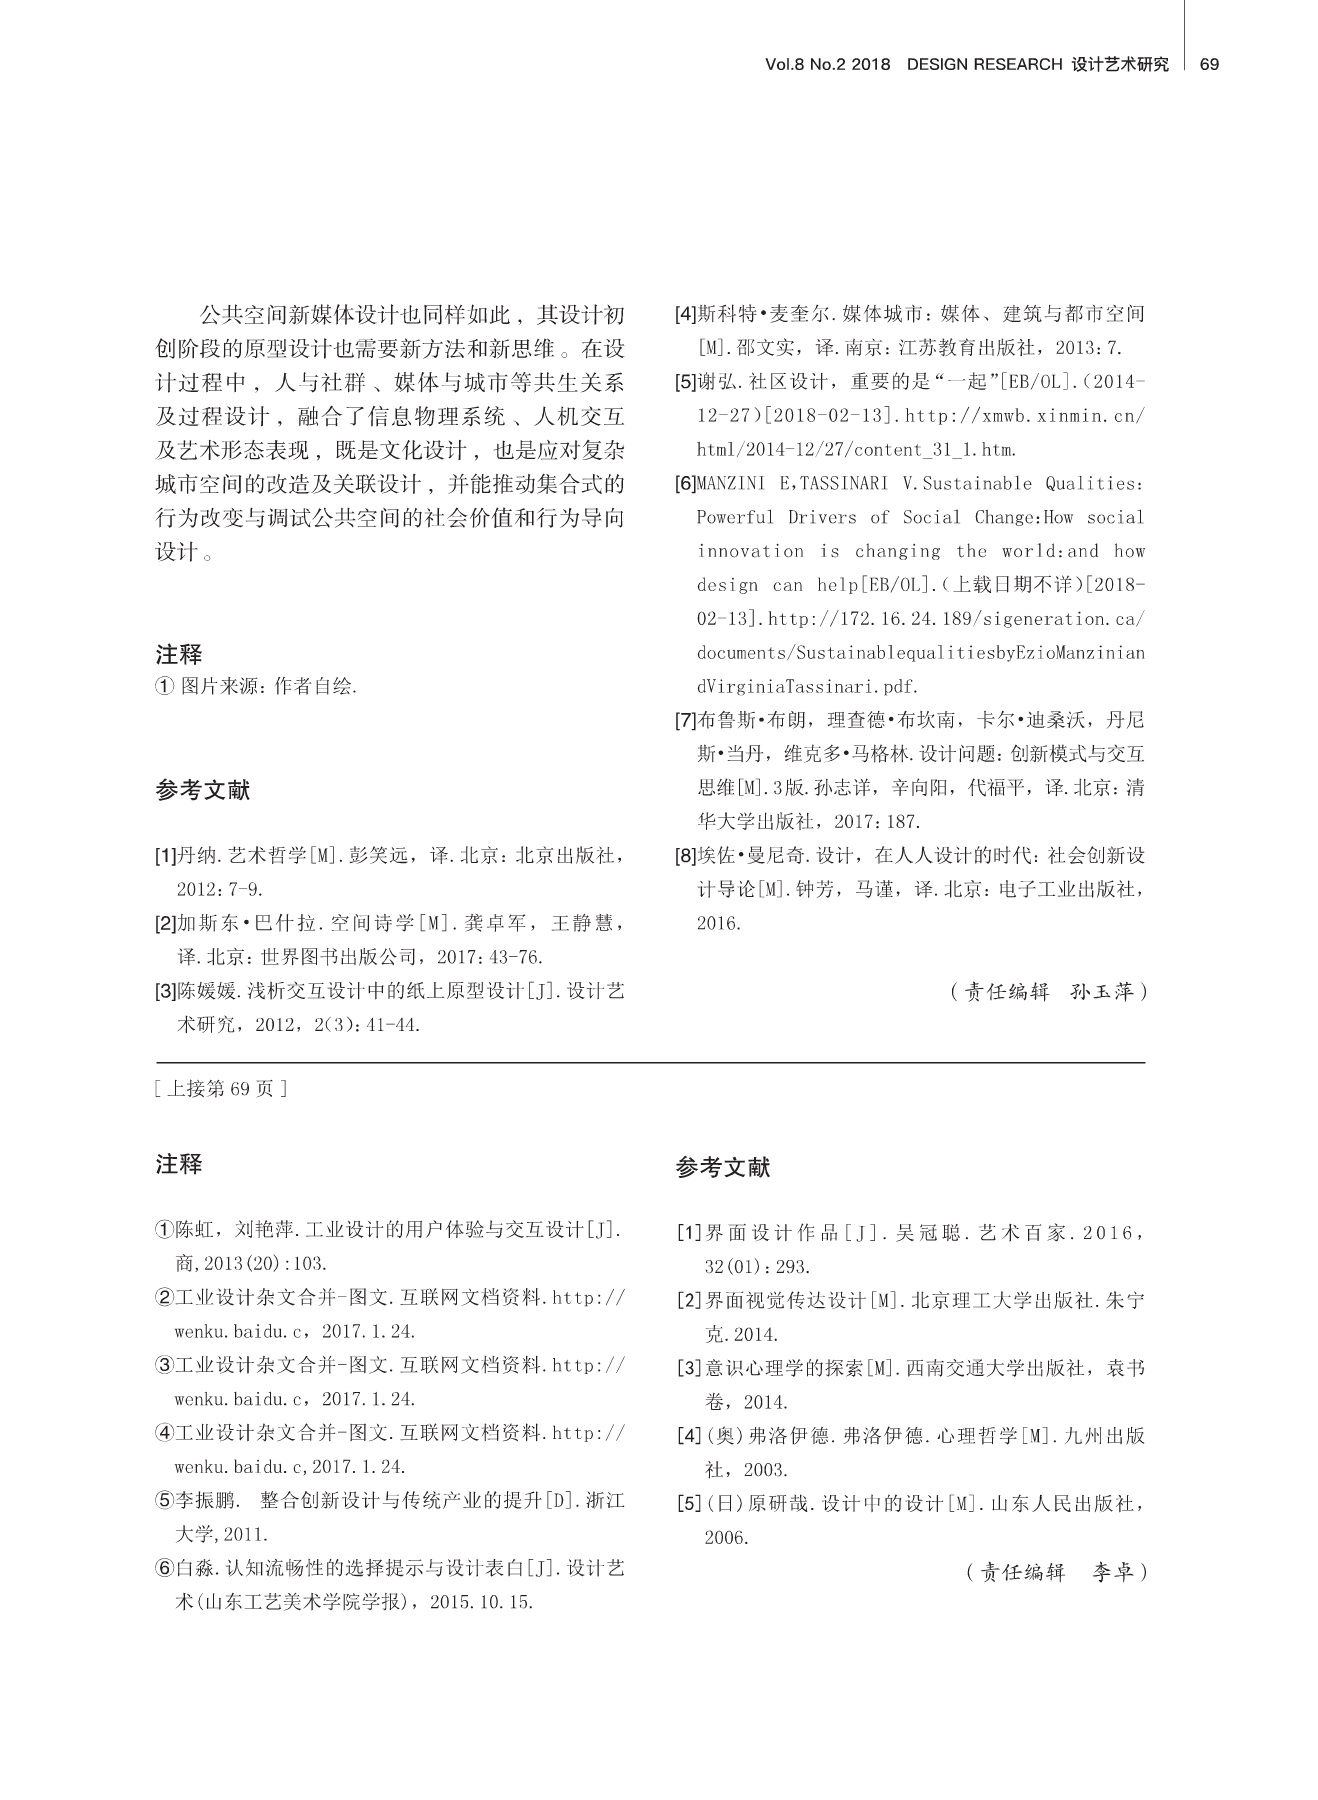 Vol.8 No.2 2018 DESIGN RESEARCH 设计艺术研究 69
公共空间新媒体设计也同样如此，其设计初
创阶段的原型设计也需要新方法和新思维。在设
计过程中，人与社群、媒体与城市等共生关系
及过程设计，融合了信息物理系统、人机交互
及艺术形态表现，既是文化设计，也是应对复杂
城市空间的改造及关联设计，并能推动集合式的
行为改变与调试公共空间的社会价值和行为导向
设计。
注释
① 图片来源: 作者自绘.
参考文献
[1]丹纳. 艺术哲学[M]. 彭笑远，译. 北京: 北京出版社，
2012: 7-9.
[2]加斯东•巴什拉. 空间诗学[M]. 龚卓军，王静慧，
译. 北京: 世界图书出版公司，2017: 43-76.
[3]陈媛媛. 浅析交互设计中的纸上原型设计[J]. 设计艺
术研究，2012，2(3): 41-44.
[4]斯科特•麦奎尔. 媒体城市: 媒体、建筑与都市空间
[M]. 邵文实，译. 南京: 江苏教育出版社，2013: 7.
[5]谢弘. 社区设计，重要的是“一起”[EB/OL]. (2014-
12-27)[2018-02-13]. http://xmwb.xinmin.cn/
html/2014-12/27/content_31_1.htm.
[6]MANZINI E,TASSINARI V.Sustainable Qualities:
Powerful Drivers of Social Change:How social
innovation is changing the world:and how
design can help[EB/OL]. (上载日期不详)[2018-
02-13]. http://172.16.24.189/sigeneration.ca/
documents/SustainablequalitiesbyEzioManzinian
dVirginiaTassinari.pdf.
[7]布鲁斯•布朗，理查德•布坎南，卡尔•迪桑沃，丹尼
斯•当丹，维克多•马格林. 设计问题: 创新模式与交互
思维[M]. 3版. 孙志详，辛向阳，代福平，译. 北京: 清
华大学出版社，2017: 187.
[8]埃佐•曼尼奇. 设计，在人人设计的时代: 社会创新设
计导论[M]. 钟芳，马谨，译. 北京: 电子工业出版社，
2016.
（责任编辑 孙玉萍）
[ 上接第 69 页 ]
注释
①陈虹，刘艳萍. 工业设计的用户体验与交互设计[J].
商,2013(20):103.
②工业设计杂文合并-图文. 互联网文档资料. http://
wenku.baidu.c，2017.1.24.
③工业设计杂文合并-图文. 互联网文档资料. http://
wenku.baidu.c，2017.1.24.
④工业设计杂文合并-图文. 互联网文档资料. http://
wenku.baidu.c,2017.1.24.
⑤李振鹏. 整合创新设计与传统产业的提升[D]. 浙江
大学,2011.
⑥白淼. 认知流畅性的选择提示与设计表白[J]. 设计艺
术(山东工艺美术学院学报)，2015.10.15.
参考文献
[1]界面设计作品[J]. 吴冠聪. 艺术百家. 2016，
32(01): 293.
[2]界面视觉传达设计[M]. 北京理工大学出版社. 朱宁
克. 2014.
[3]意识心理学的探索[M]. 西南交通大学出版社，袁书
卷，2014.
[4](奥)弗洛伊德. 弗洛伊德. 心理哲学[M]. 九州出版
社，2003.
[5](日)原研哉. 设计中的设计[M]. 山东人民出版社，
2006.
（责任编辑 李卓）